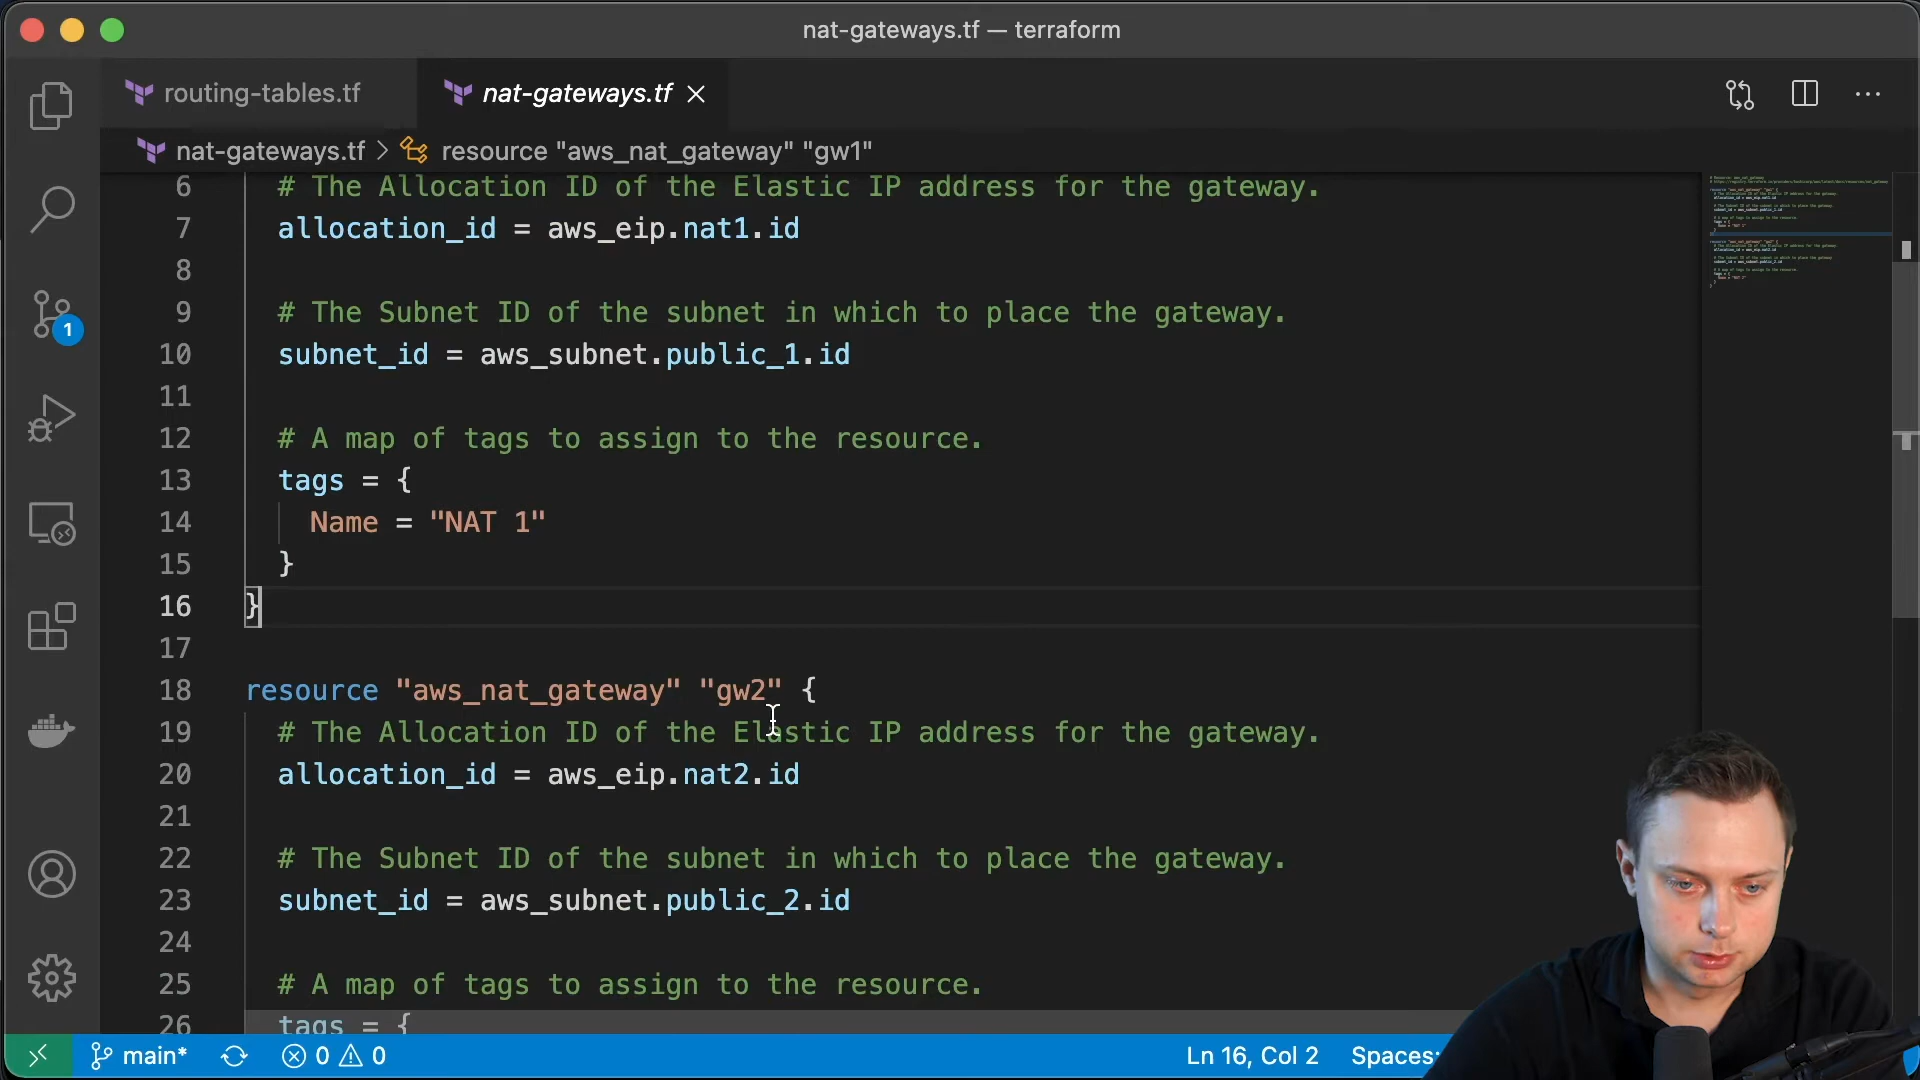 nat-gateways.tf — terraform
routing-tables.tf
nat-gateways.tf
nat-gateways.tf > resource "aws_nat_gateway" "gw1"
6 # The Allocation ID of the Elastic IP address for the gateway.
7 allocation_id = aws_eip.nat1.id
8
9 # The Subnet ID of the subnet in which to place the gateway.
10 subnet_id = aws_subnet.public_1.id
11
12 # A map of tags to assign to the resource.
13 tags = {
14 Name = "NAT 1"
15 }
16 }
17
18 resource "aws_nat_gateway" "gw2" {
19 # The Allocation ID of the Elastic IP address for the gateway.
20 allocation_id = aws_eip.nat2.id
21
22 # The Subnet ID of the subnet in which to place the gateway.
23 subnet_id = aws_subnet.public_2.id
24
25 # A map of tags to assign to the resource.
26 tags = {
1
main* 0 0 Ln 16, Col 2 Spaces: